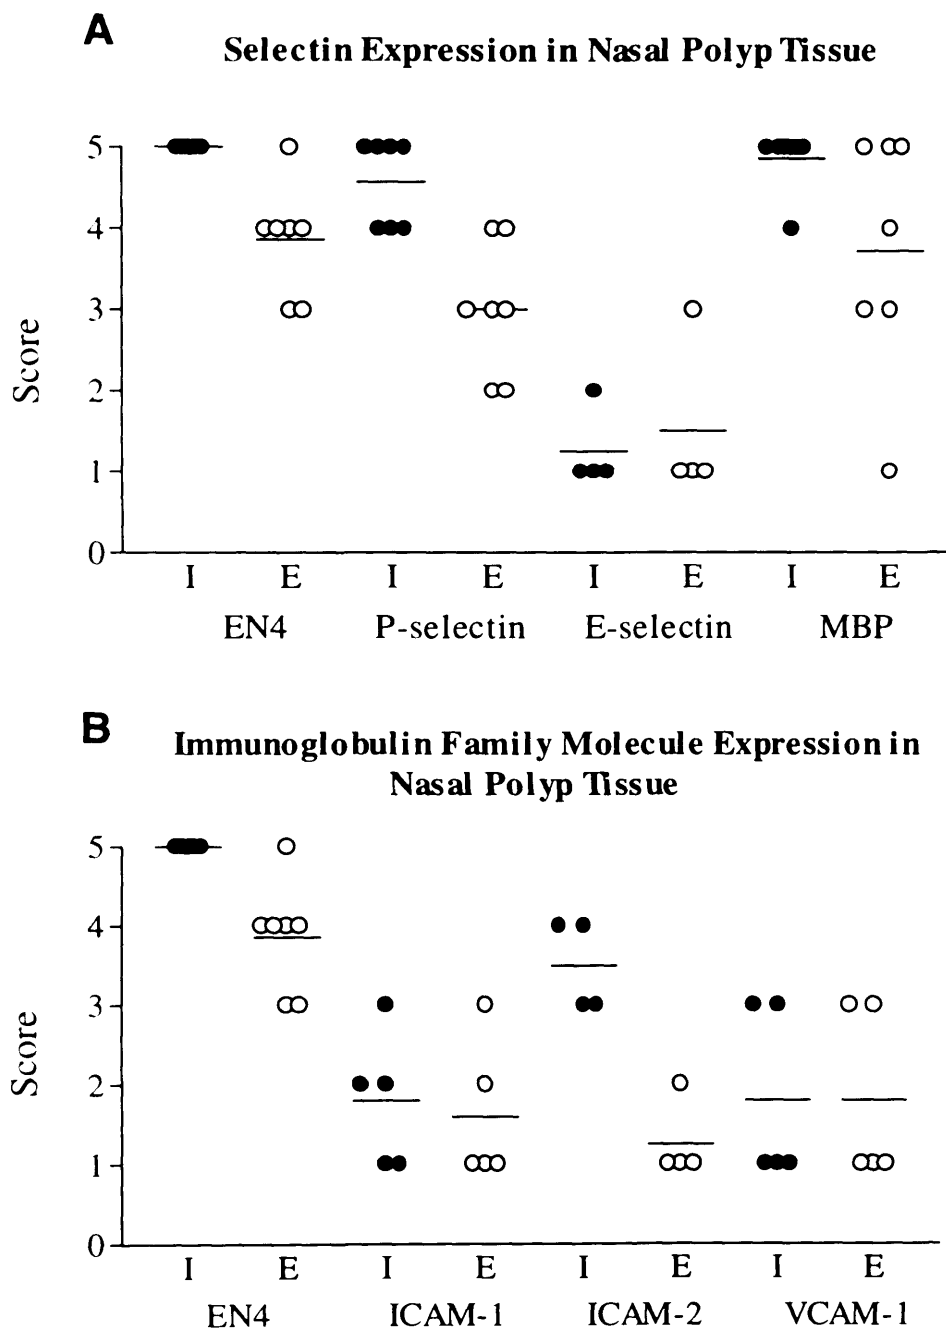 A
Selectin Expression in Nasal Polyp Tissue
5
4
3
2
1
0
Score
I E I E I E I E
EN4 P-selectin E-selectin MBP
B
Immunoglobulin Family Molecule Expression in
Nasal Polyp Tissue
5
4
3
2
1
0
Score
I E I E I E I E
EN4 ICAM-1 ICAM-2 VCAM-1